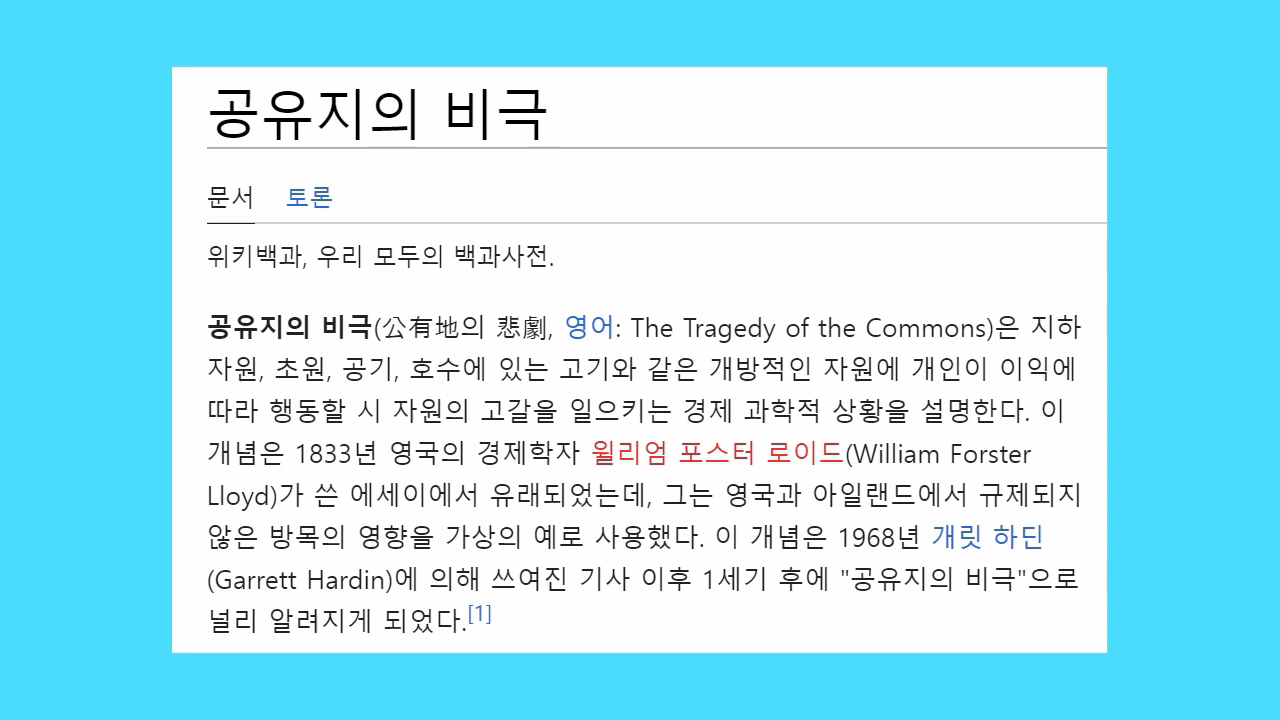 공유지의 비극
문서 토론
위키백과, 우리 모두의 백과사전.
공유지의 비극(公有地의 悲劇, 영어: The Tragedy of the Commons)은 지하
자원, 초원, 공기, 호수에 있는 고기와 같은 개방적인 자원에 개인이 이익에
따라 행동할 시 자원의 고갈을 일으키는 경제 과학적 상황을 설명한다. 이
개념은 1833년 영국의 경제학자 윌리엄 포스터 로이드(William Forster
Lloyd)가 쓴 에세이에서 유래되었는데, 그는 영국과 아일랜드에서 규제되지
않은 방목의 영향을 가상의 예로 사용했다. 이 개념은 1968년 개릿 하딘
(Garrett Hardin)에 의해 쓰여진 기사 이후 1세기 후에 "공유지의 비극"으로
널리 알려지게 되었다.[1]